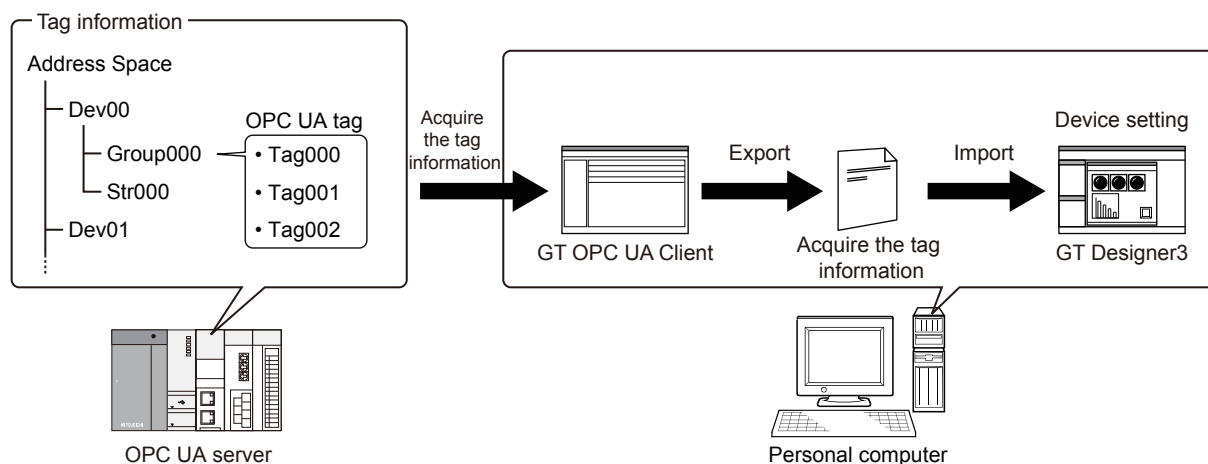 Tag information
Address Space
Dev00
Group000
Str000
Dev01
OPC UA tag
• Tag000
• Tag001
• Tag002
Acquire
the tag
information
GT OPC UA Client
Export
Acquire the tag
information
Import
Device setting
GT Designer3
MITSUBISHI
OPC UA server
Personal computer